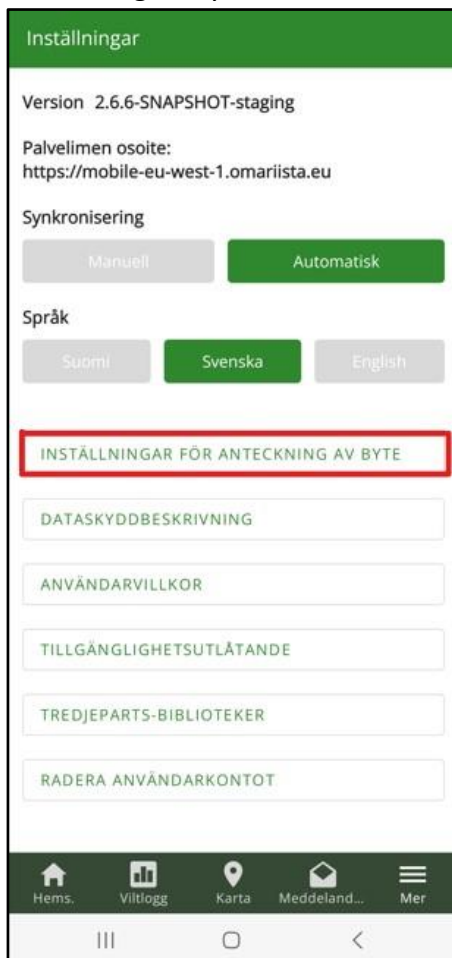 Inställningar
Version 2.6.6-SNAPSHOT-staging
Palvelimen osoite:
https://mobile-eu-west-1.omariista.eu
Synkronisering
Manuell Automatisk
Språk
Suomi Svenska English
INSTÄLLNINGAR FÖR ANTECKNING AV BYTE
DATASKYDDBESKRIVNING
ANVÄNDARVILLKOR
TILLGÄNGLIGHETSUTLÅTANDE
TREDJEPARTS-BIBLIOTEKER
RADERA ANVÄNDARKONTOT
Hems. Viltlogg Karta Meddeland... Mer